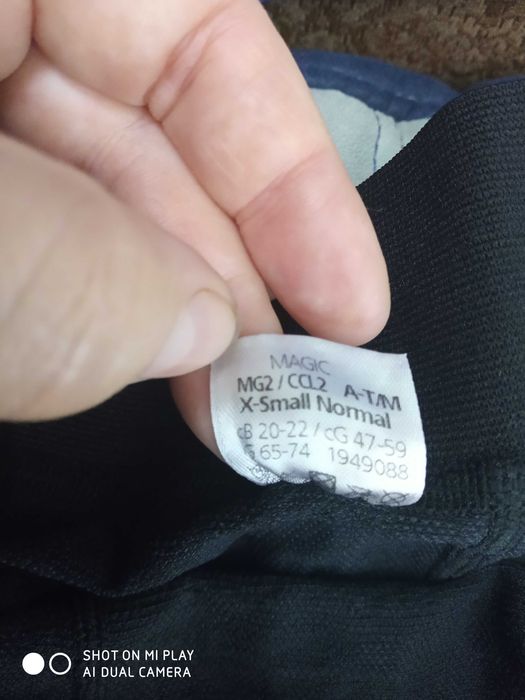 MAGIC
MG2 / CCL2 A-T/M
X-Small Normal
cB 20-22 / cG 47-59
65-74 1949088
SHOT ON MI PLAY
AI DUAL CAMERA